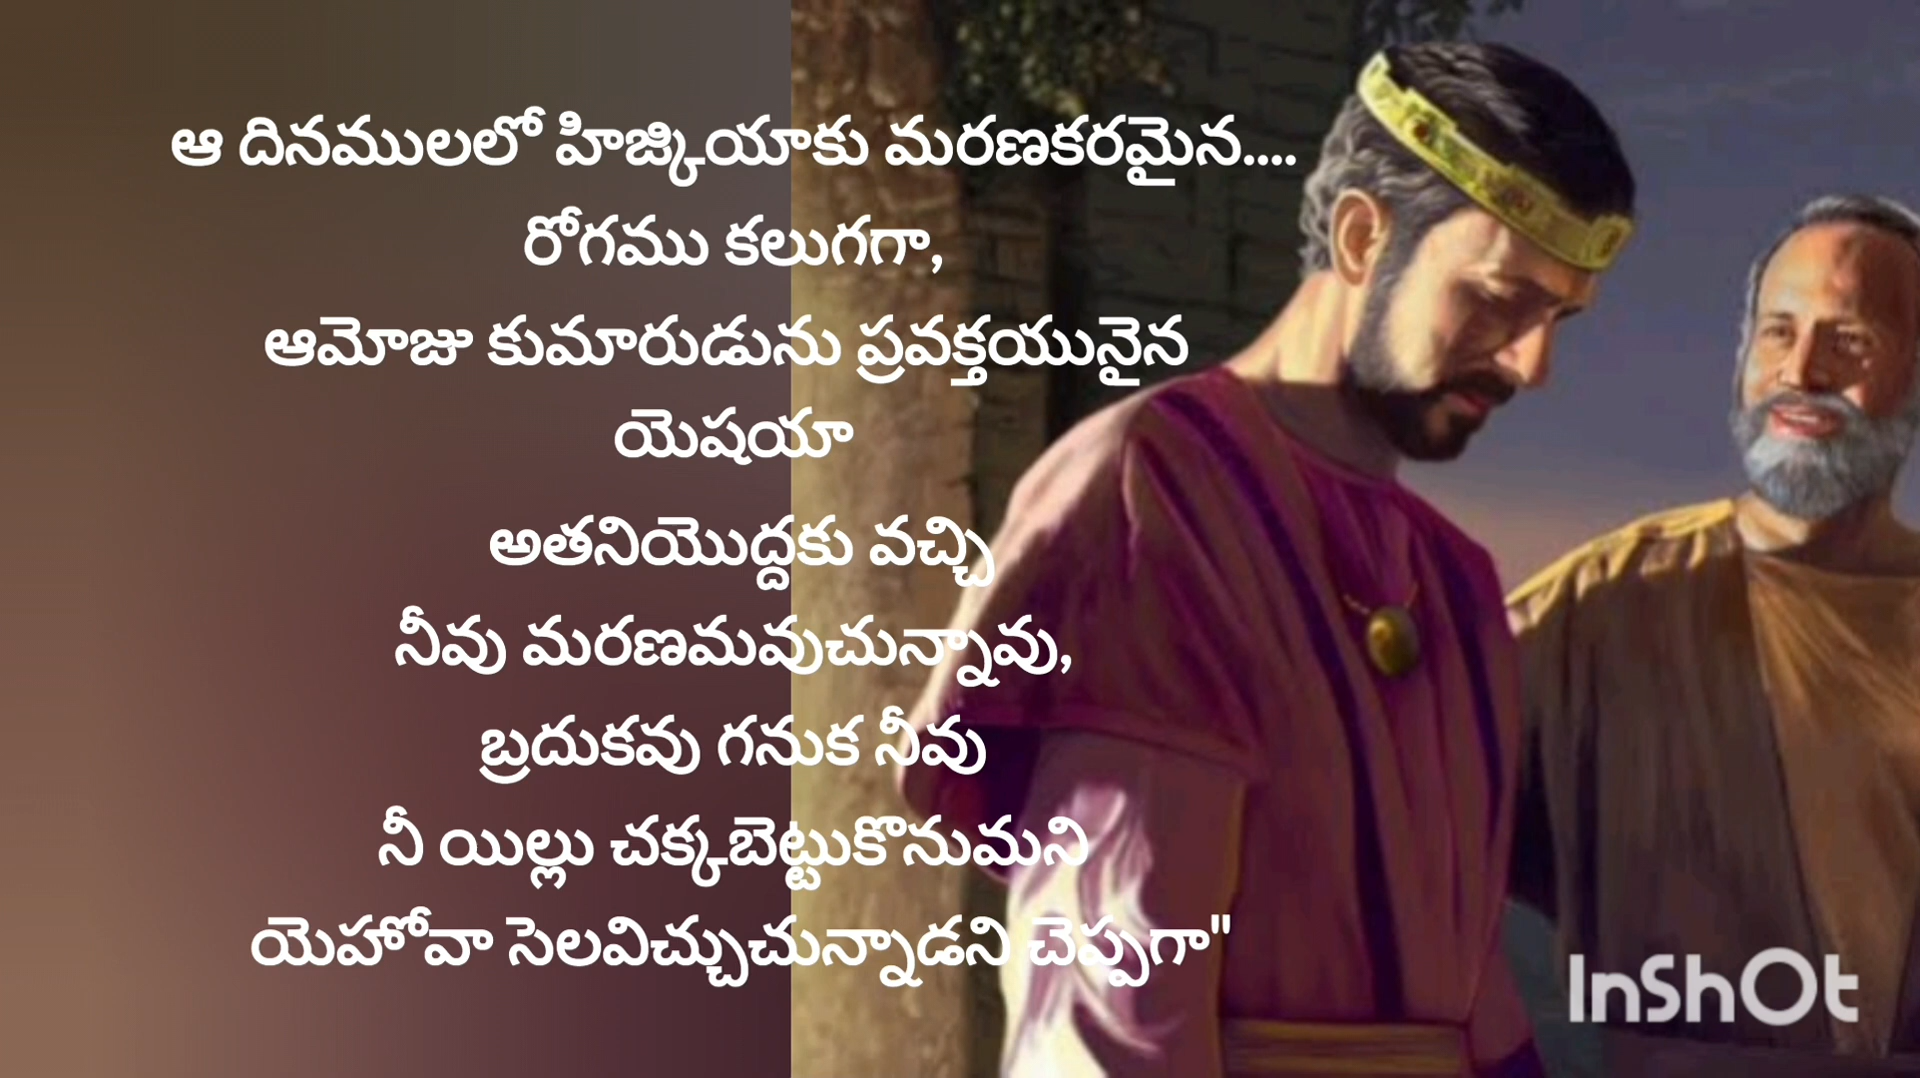 ఆ దినములలో హిజ్కియాకు మరణకరమైన....
రోగము కలుగగా,
ఆమోజు కుమారుడును ప్రవక్తయునైన
యెషయా
అతనియొద్దకు వచ్చి
నీవు మరణమవుచున్నావు,
బ్రదుకవు గనుక నీవు
నీ యిల్లు చక్కబెట్టుకొనుమని
యెహోవా సెలవిచ్చుచున్నాడని చెప్పగా"
InShOt